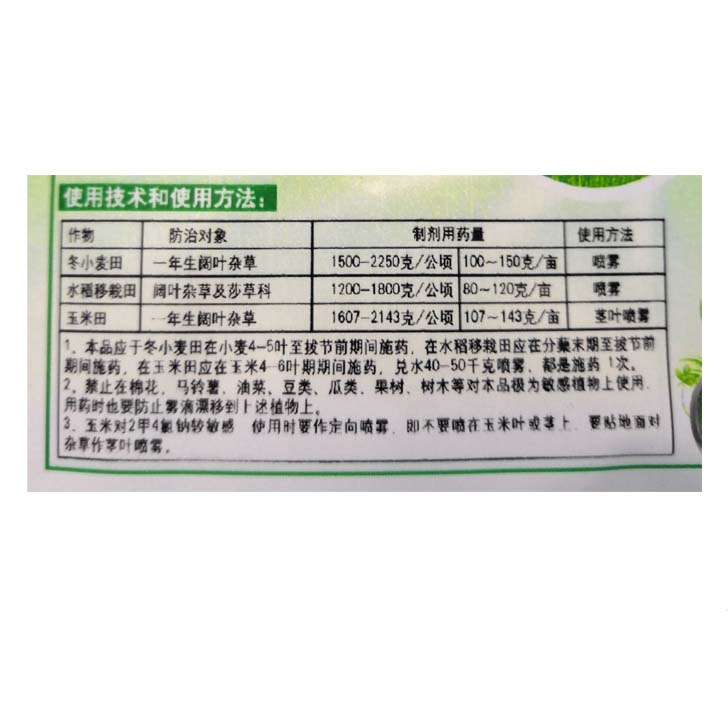 使用技术和使用方法：
作物 防治对象 制剂用药量 使用方法
冬小麦田 一年生阔叶杂草 1500-2250克/公顷 100～150克/亩 喷雾
水稻移栽田 阔叶杂草及莎草科 1200-1800克/公顷 80～120克/亩 喷雾
玉米田 一年生阔叶杂草 1607-2143克/公顷 107～143克/亩 茎叶喷雾
1、本品应于冬小麦田在小麦4-5叶至拔节前期间施药，在水稻移栽田应在分蘖末期至拔节前
期间施药，在玉米田应在玉米4-6叶期期间施药，兑水40-50千克喷雾、都是施药 1次。
2、禁止在棉花、马铃薯、油菜、豆类、瓜类、果树、树木等对本品极为敏感植物上使用.
用药时也要防止雾滴漂移到上述植物上。
3、玉米对2甲4氯钠较敏感 使用时要作定向喷雾，即不要喷在玉米叶或茎上，要贴地面对
杂草作茎叶喷雾。